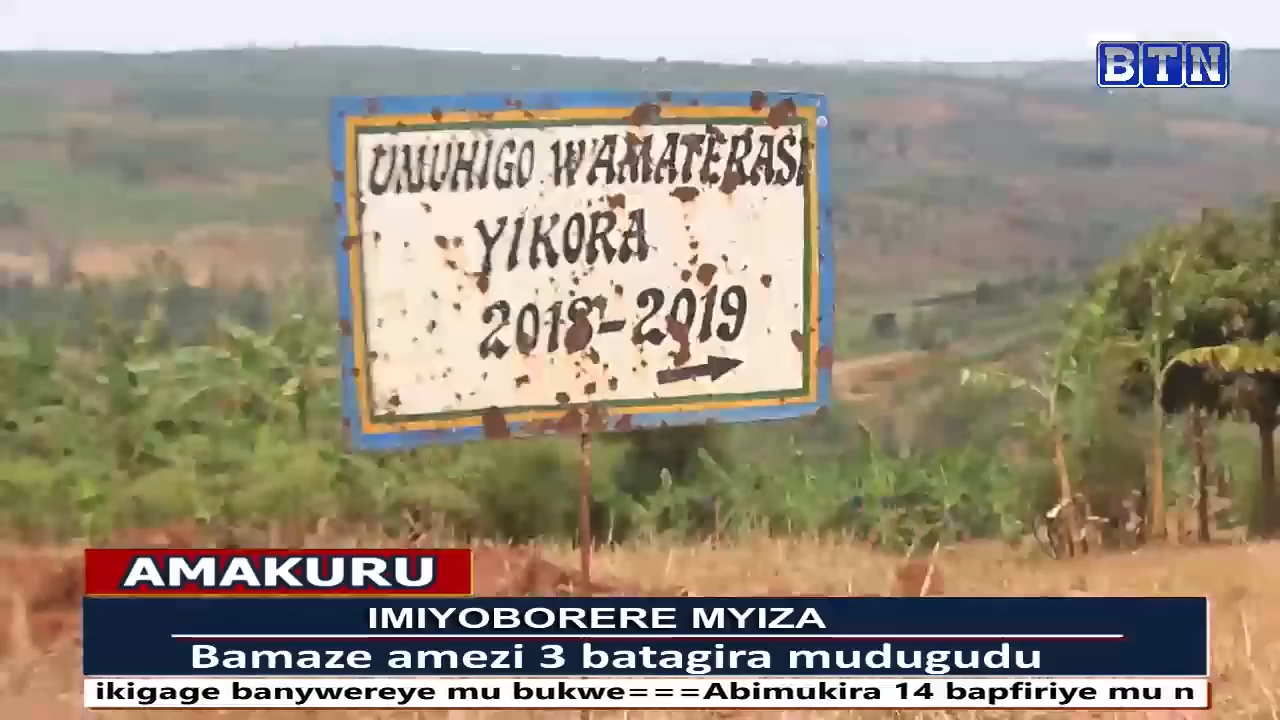 BTN
UMUHIGO W'AMATERASI
YIKORA
2018-2019
AMAKURU
IMIYOBORERE MYIZA
Bamaze amezi 3 batagira mudugudu
ikigage banywereye mu bukwe===Abimukira 14 bapfiriye mu n